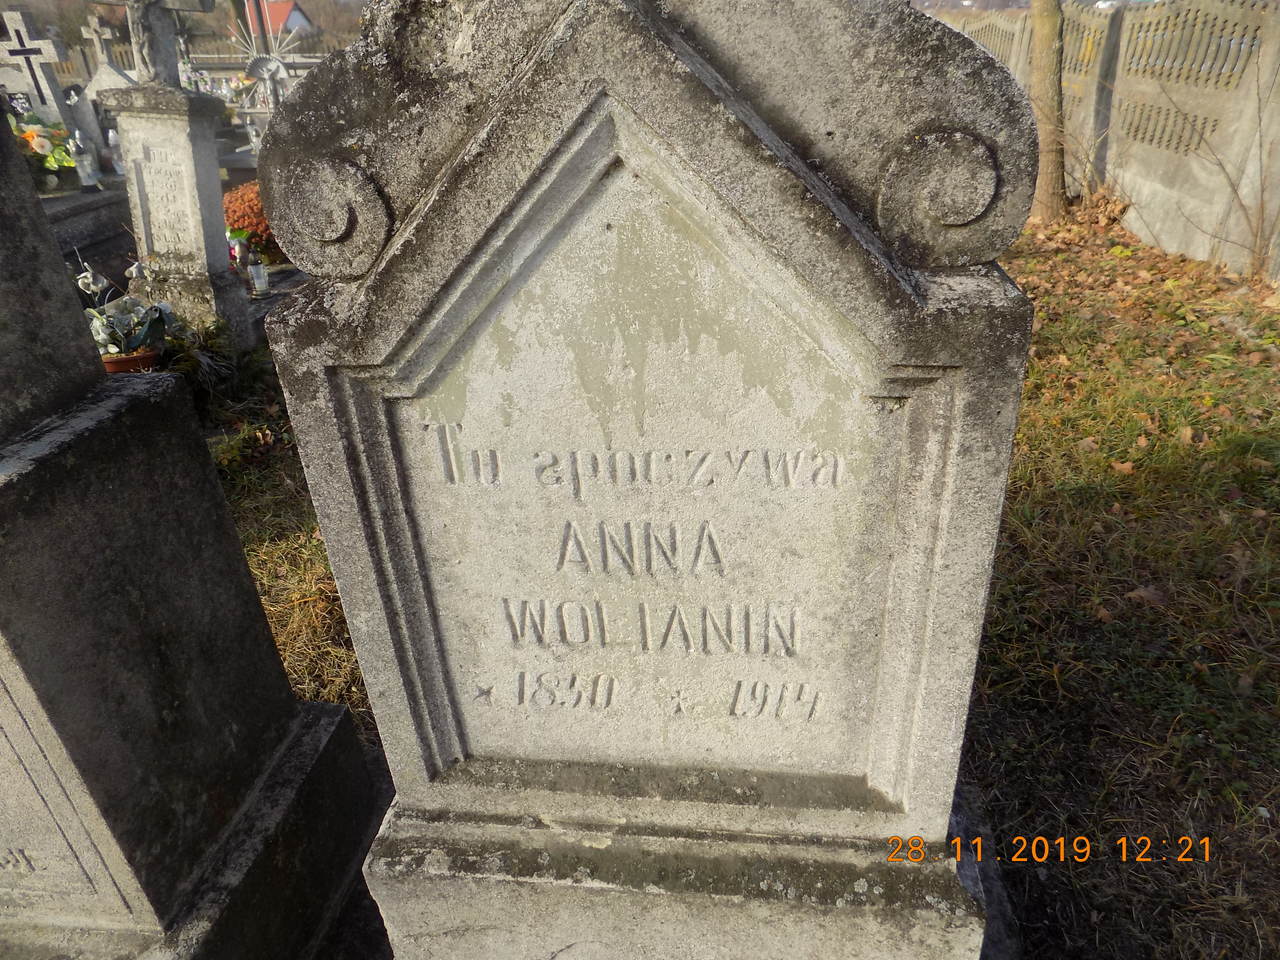 Tu spoczywa
ANNA
WOLIANIN
* 1830 * 1914
28.11.2019 12:21